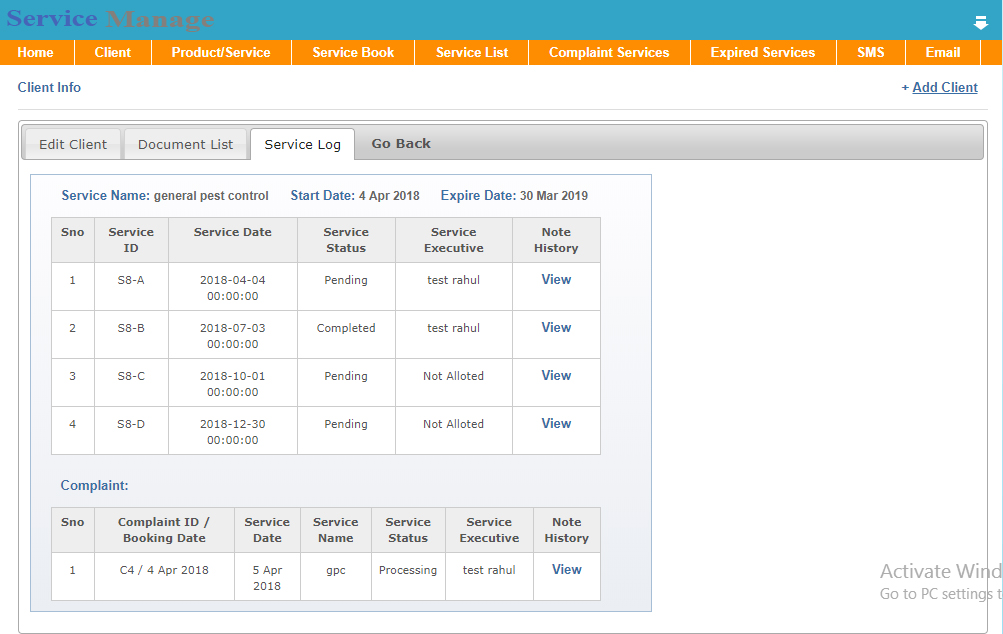 Service Manage
Home Client Product/Service Service Book Service List Complaint Services Expired Services SMS Email
Client Info + Add Client
Edit Client Document List Service Log Go Back
Service Name: general pest control Start Date: 4 Apr 2018 Expire Date: 30 Mar 2019
Sno Service Service Date Service Service Note
ID Status Executive History
1 S8-A 2018-04-04 Pending test rahul View
00:00:00
2 S8-B 2018-07-03 Completed test rahul View
00:00:00
3 S8-C 2018-10-01 Pending Not Alloted View
00:00:00
4 S8-D 2018-12-30 Pending Not Alloted View
00:00:00
Complaint:
Sno Complaint ID / Service Service Service Service Note
Booking Date Date Name Status Executive History
1 C4 / 4 Apr 2018 5 Apr gpc Processing test rahul View
2018
Activate Wind
Go to PC settings t